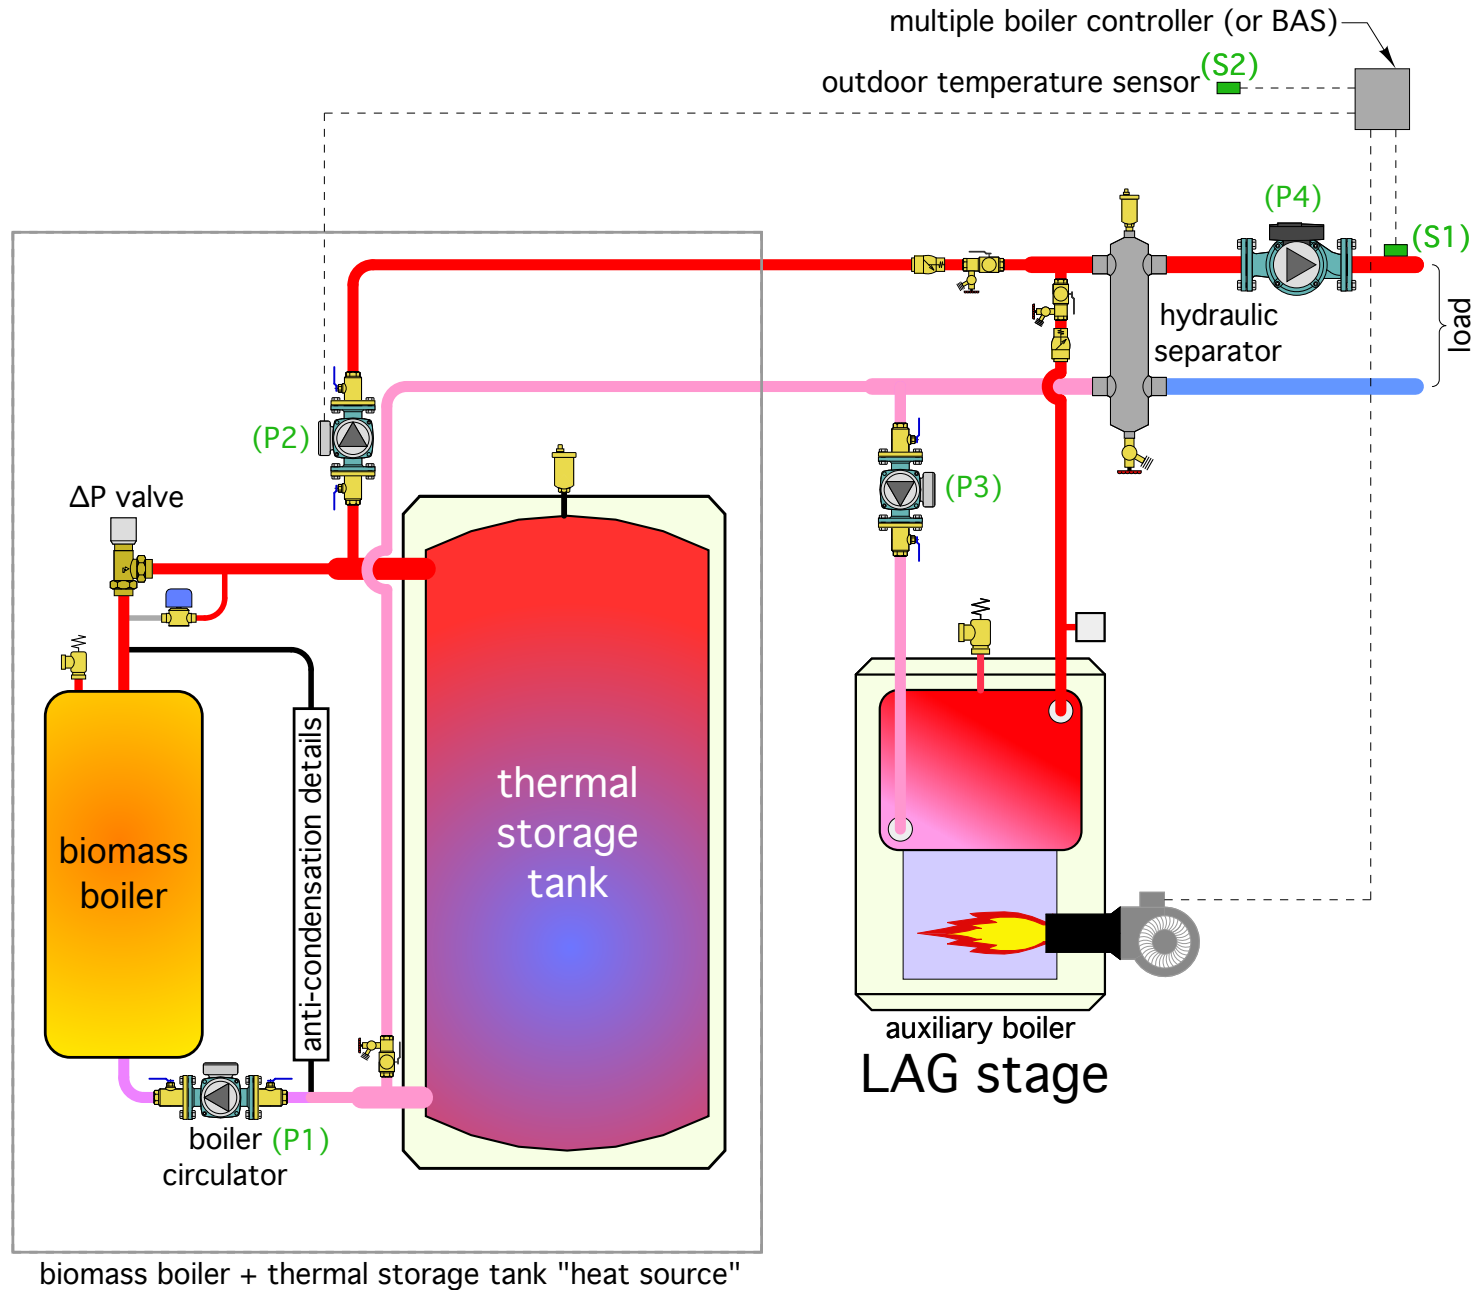 multiple boiler controller (or BAS)
outdoor temperature sensor (S2)
(P4)
(S1)
hydraulic
separator
load
(P2)
(P3)
ΔP valve
thermal
storage
tank
anti-condensation details
biomass
boiler
auxiliary boiler
LAG stage
boiler (P1)
circulator
biomass boiler + thermal storage tank "heat source"